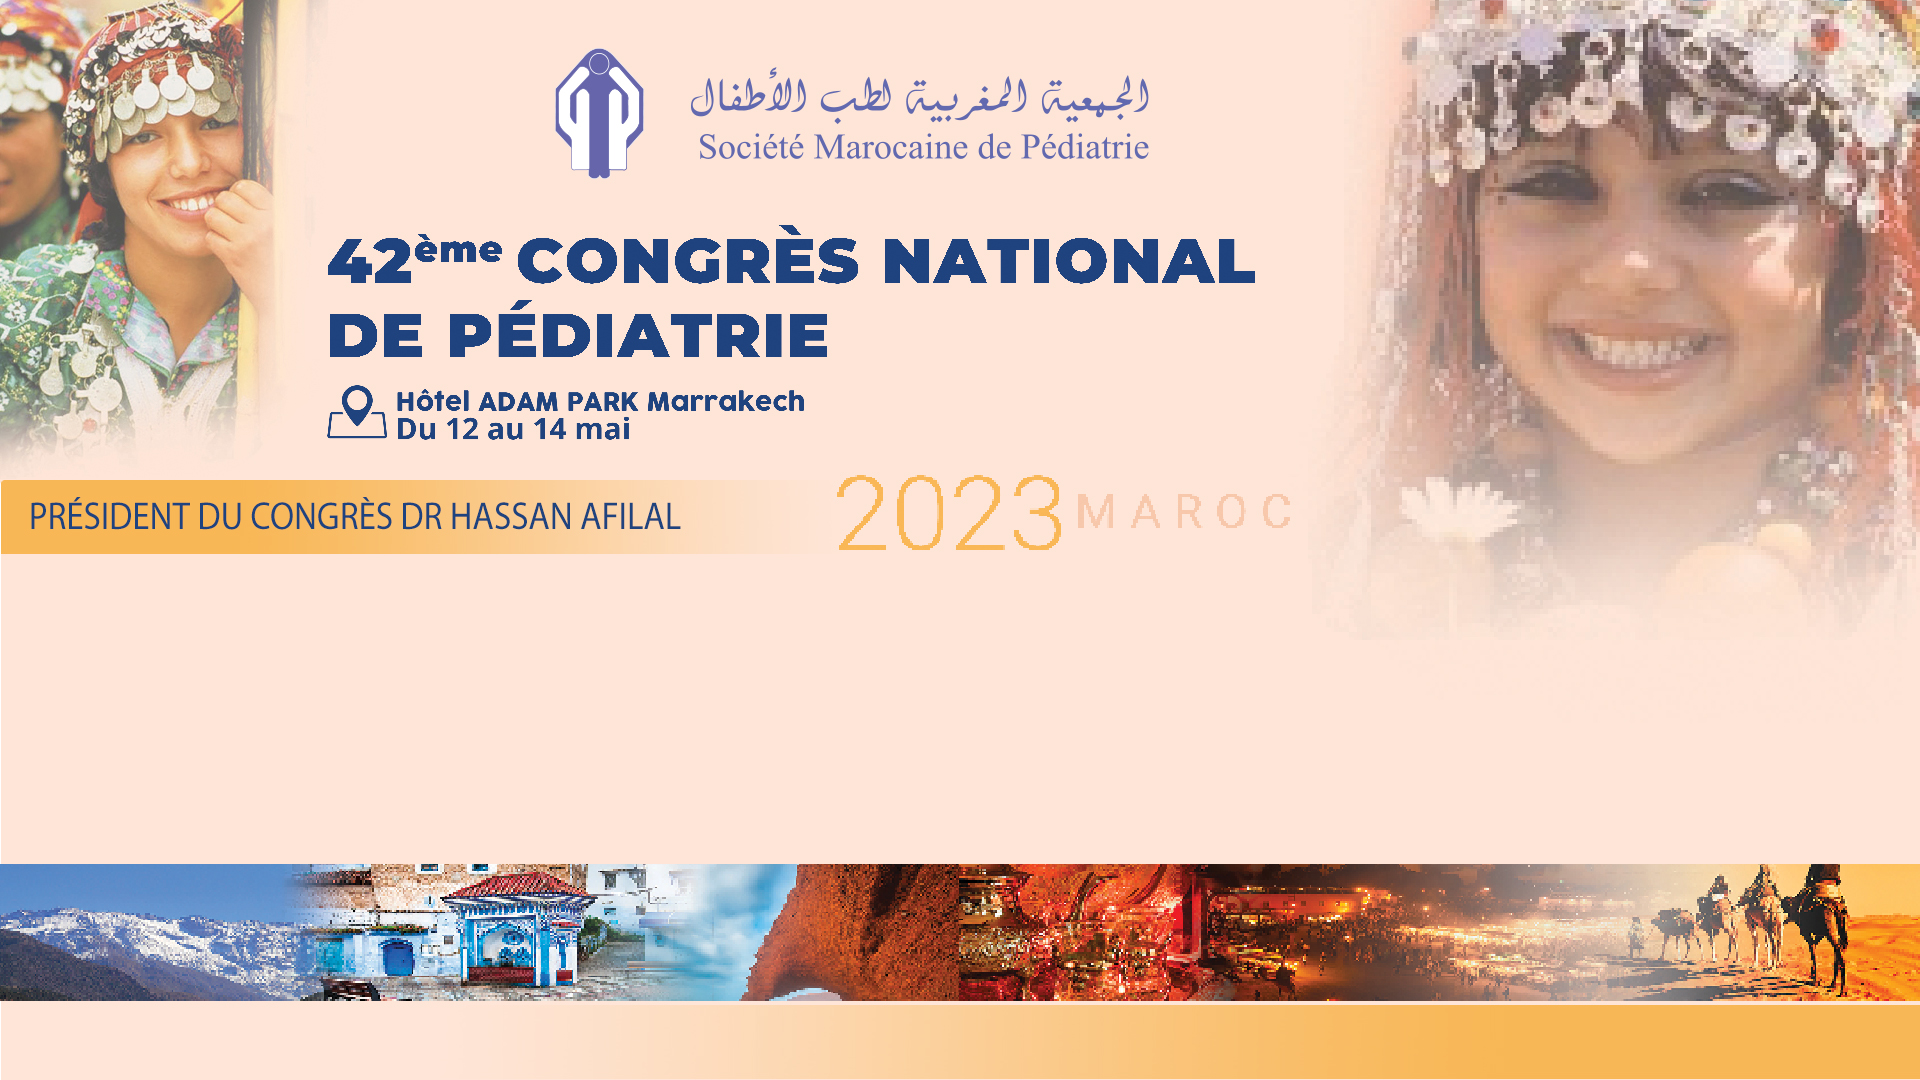 الجمعية المغربية لطب الأطفال
Société Marocaine de Pédiatrie
42ème CONGRÈS NATIONAL
DE PÉDIATRIE
Hôtel ADAM PARK Marrakech
Du 12 au 14 mai
PRÉSIDENT DU CONGRÈS DR HASSAN AFILAL
2023 MAROC